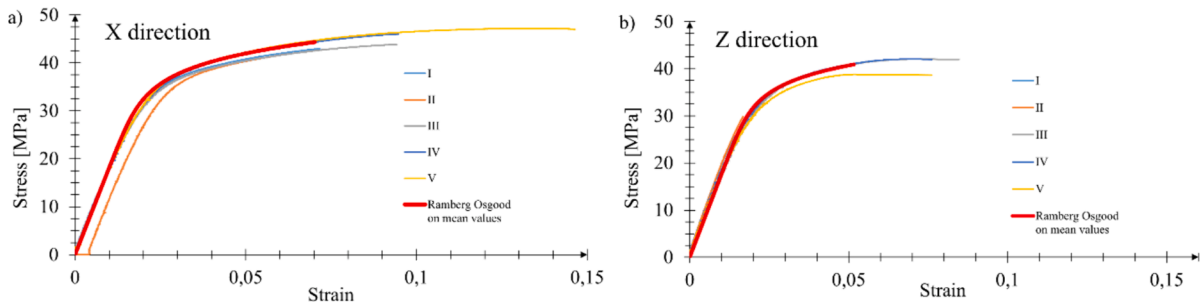 a)
X direction
50
40
30
20
10
0
Stress [MPa]
0
0,05
0,1
0,15
Strain
I
II
III
IV
V
Ramberg Osgood
on mean values
b)
Z direction
50
40
30
20
10
0
Stress [MPa]
0
0,05
0,1
0,15
Strain
I
II
III
IV
V
Ramberg Osgood
on mean values